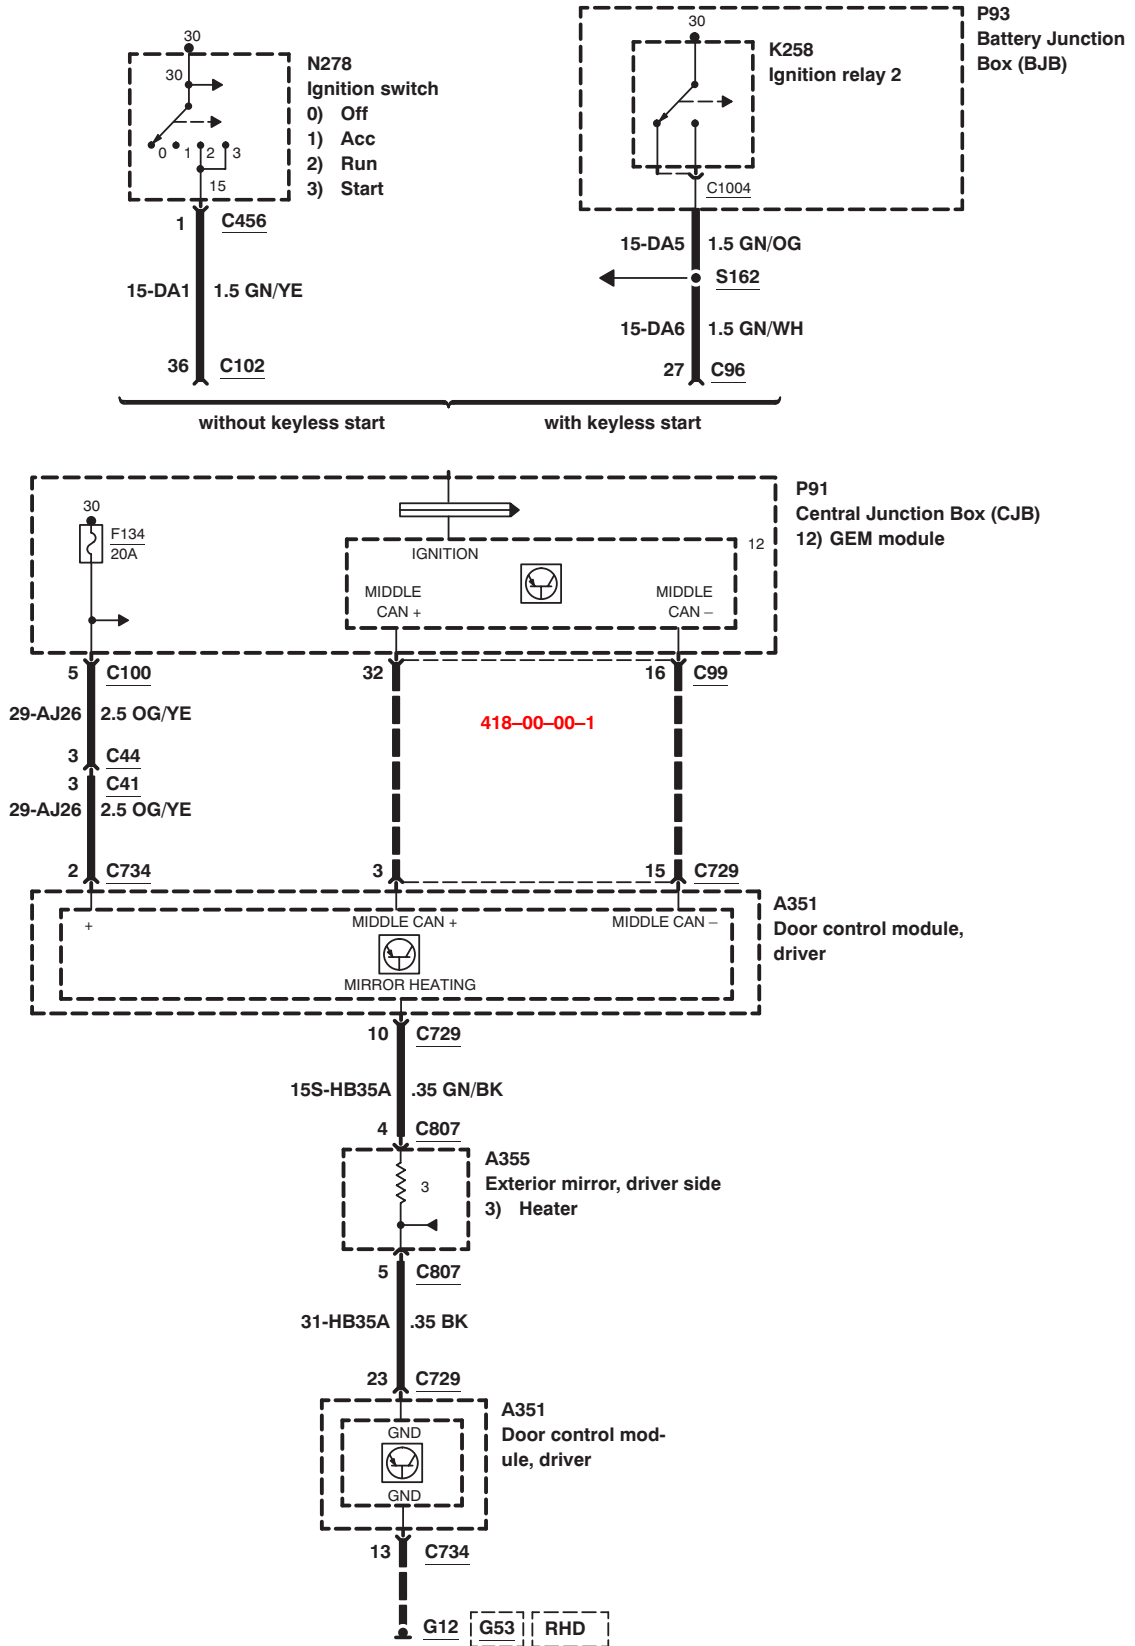 30
30
0 1 2 3
15
N278
Ignition switch
0) Off
1) Acc
2) Run
3) Start
1 C456
15-DA1 1.5 GN/YE
36 C102
30
K258
Ignition relay 2
C1004
P93
Battery Junction
Box (BJB)
15-DA5 1.5 GN/OG
S162
15-DA6 1.5 GN/WH
27 C96
without keyless start with keyless start
30
F134
20A
IGNITION
12
MIDDLE
CAN +
MIDDLE
CAN –
P91
Central Junction Box (CJB)
12) GEM module
5 C100
32
16 C99
29-AJ26 2.5 OG/YE
418–00–00–1
3 C44
3 C41
29-AJ26 2.5 OG/YE
2 C734
3
15 C729
+
MIDDLE CAN +
MIDDLE CAN –
MIRROR HEATING
A351
Door control module,
driver
10 C729
15S-HB35A .35 GN/BK
4 C807
3
A355
Exterior mirror, driver side
3) Heater
5 C807
31-HB35A .35 BK
23 C729
GND
GND
A351
Door control mod-
ule, driver
13 C734
G12 G53 RHD